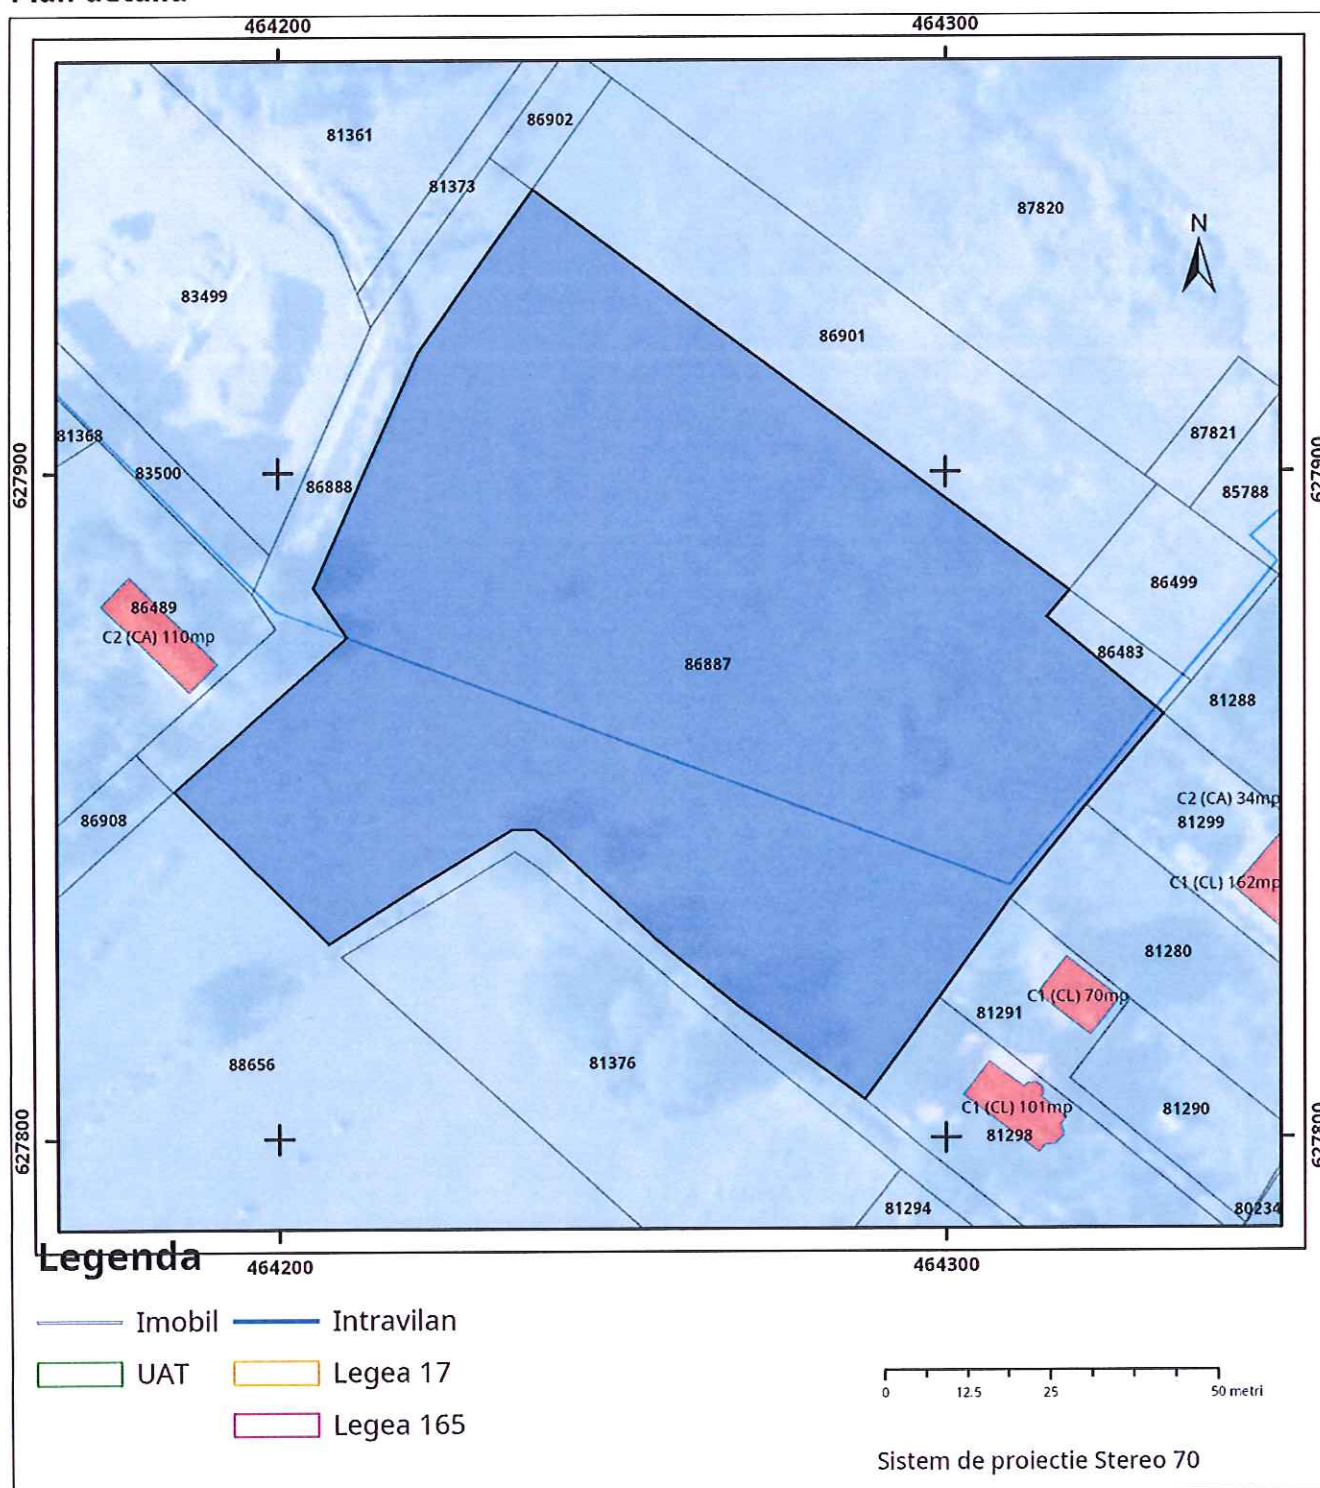 464200 464300
86902
81361
81373
87820
N
83499
86901
87821
81368
83500
86888
85788
627900
627900
86499
86489
C2 (CA) 110mp
86483
86887
81288
C2 (CA) 34mp
86908
81299
C1 (CL) 162mp
81280
C1 (CL) 70mp
81291
88656
81376
C1 (CL) 101mp
81290
81298
627800
627800
81294
80234
Legenda
464200 464300
Imobil Intravilan
UAT Legea 17
Legea 165
0 12.5 25 50 metri
Sistem de proiectie Stereo 70